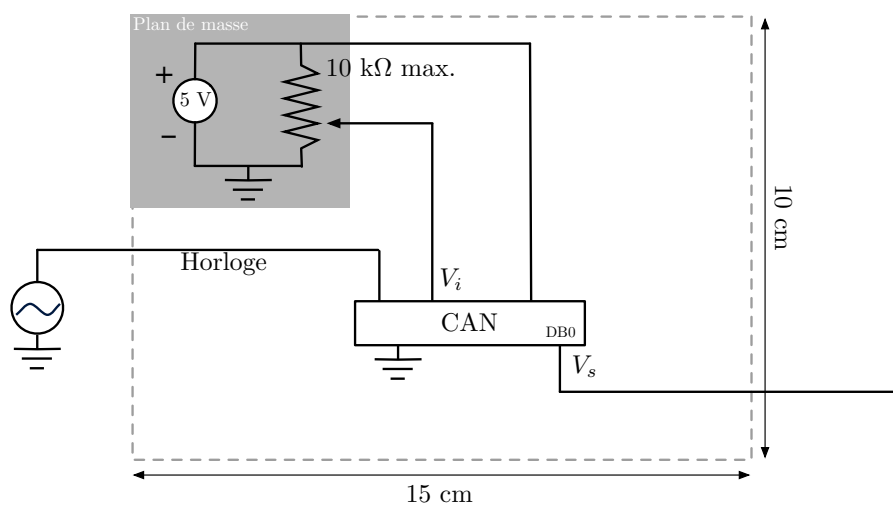 Plan de masse
+
5 V
−
10 kΩ max.
10 cm
Horloge
V_i
CAN
DB0
V_s
15 cm